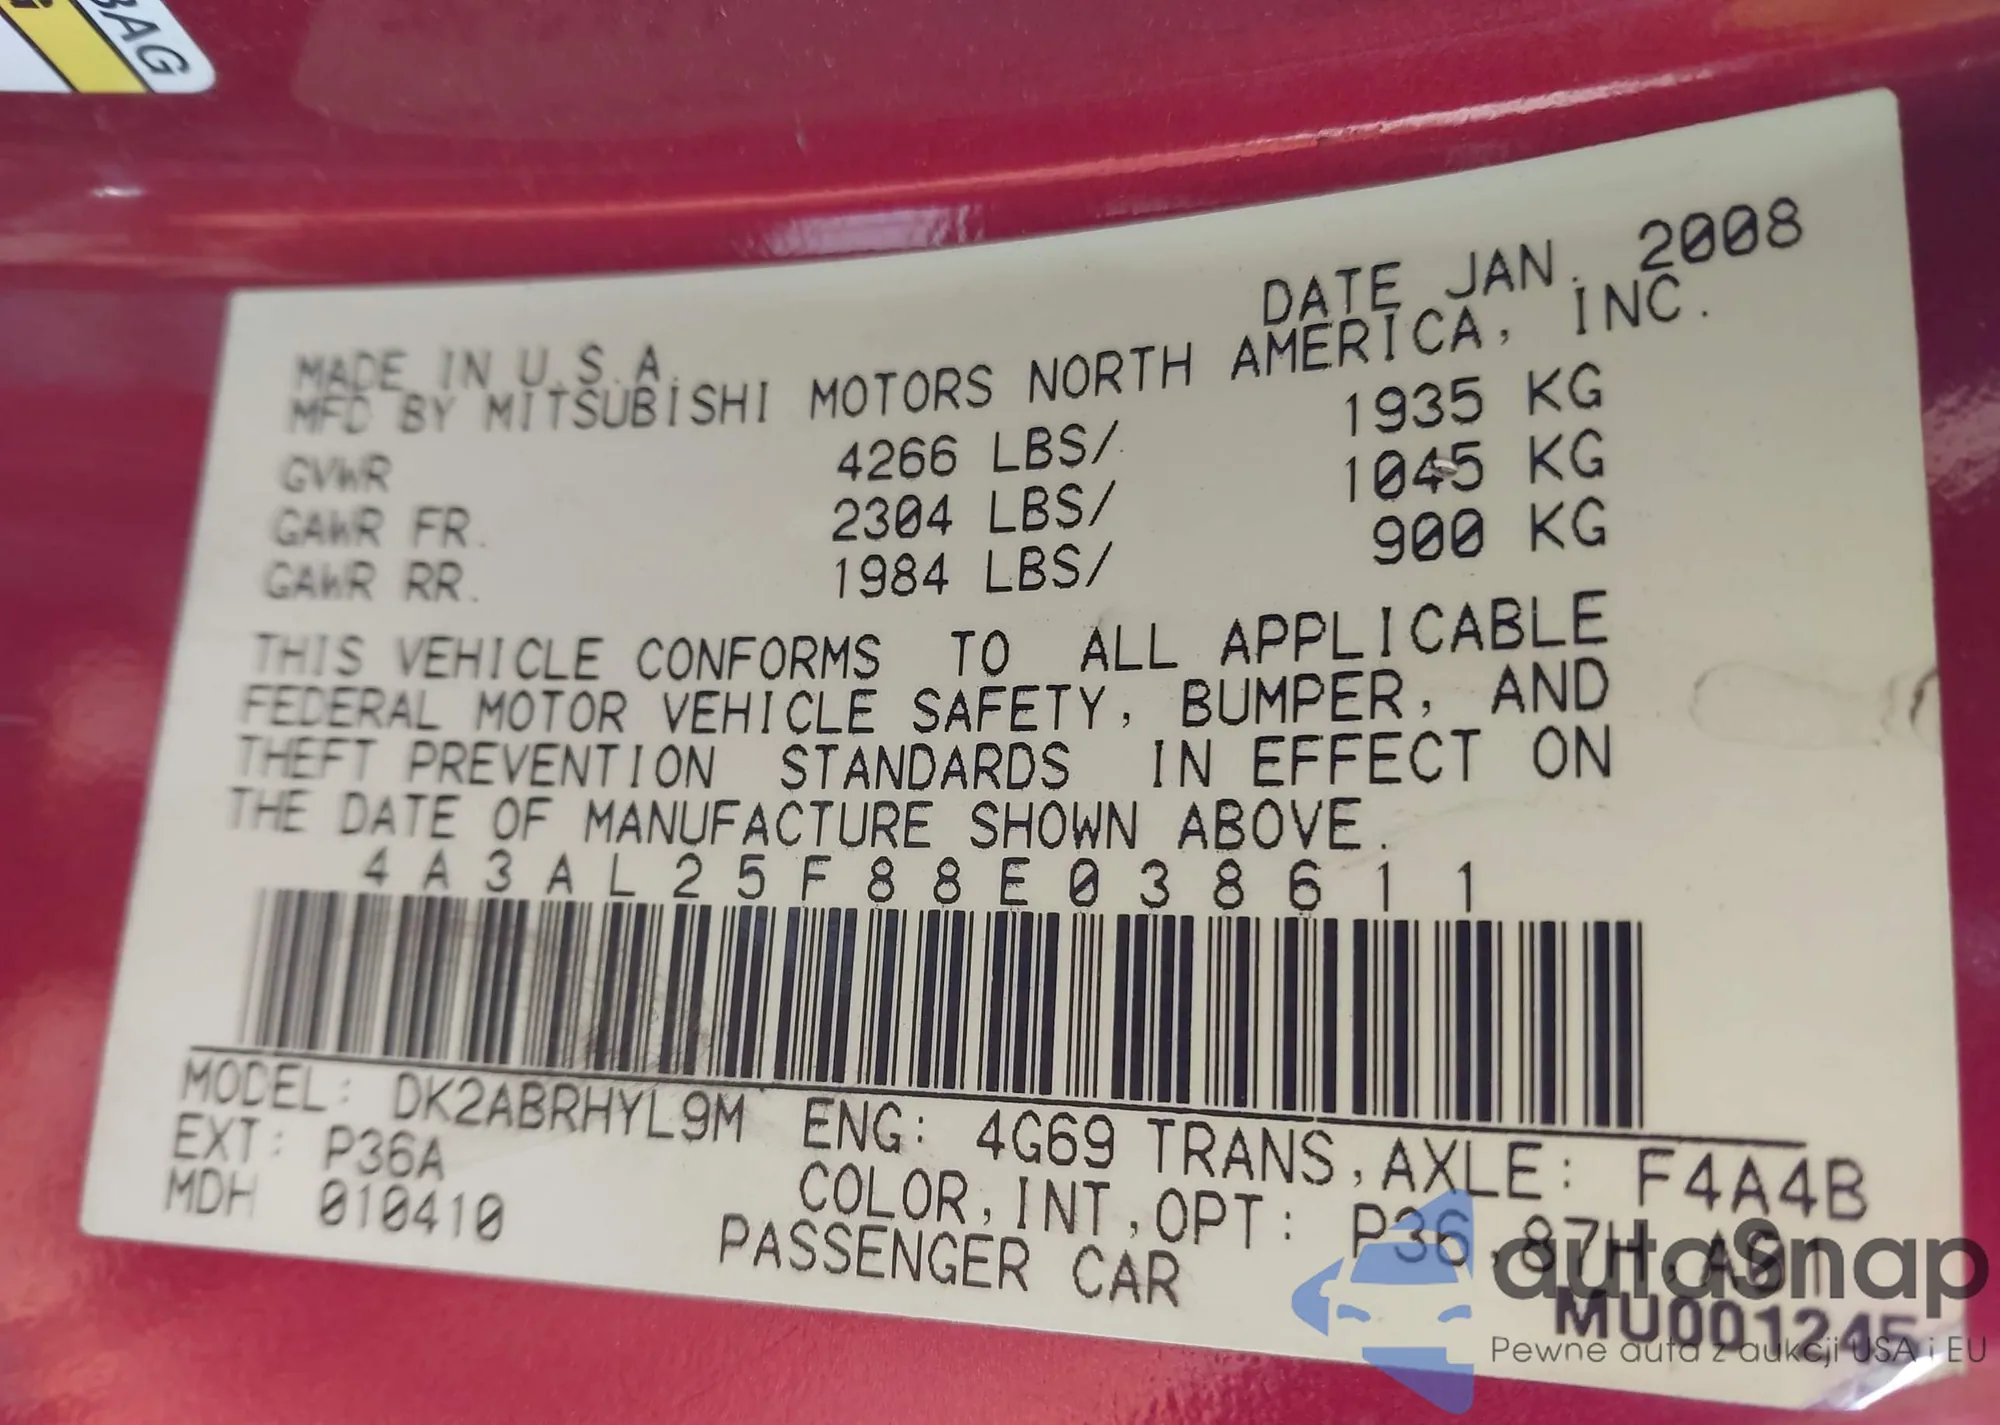 BAG
DATE JAN. 2008
MADE IN U.S.A.
MFD BY MITSUBISHI MOTORS NORTH AMERICA, INC.
GVWR 4266 LBS/ 1935 KG
GAWR FR. 2304 LBS/ 1045 KG
GAWR RR. 1984 LBS/ 900 KG
THIS VEHICLE CONFORMS TO ALL APPLICABLE
FEDERAL MOTOR VEHICLE SAFETY, BUMPER, AND
THEFT PREVENTION STANDARDS IN EFFECT ON
THE DATE OF MANUFACTURE SHOWN ABOVE.
4A3AL25F88E038611
MODEL: DK2ABRHYL9M ENG: 4G69 TRANS,AXLE: F4A4B
EXT: P36A COLOR,INT,OPT: P36,87H,A01
MDH 010410 PASSENGER CAR
MU001245
autoSnap
Pewne auta z aukcji USA i EU